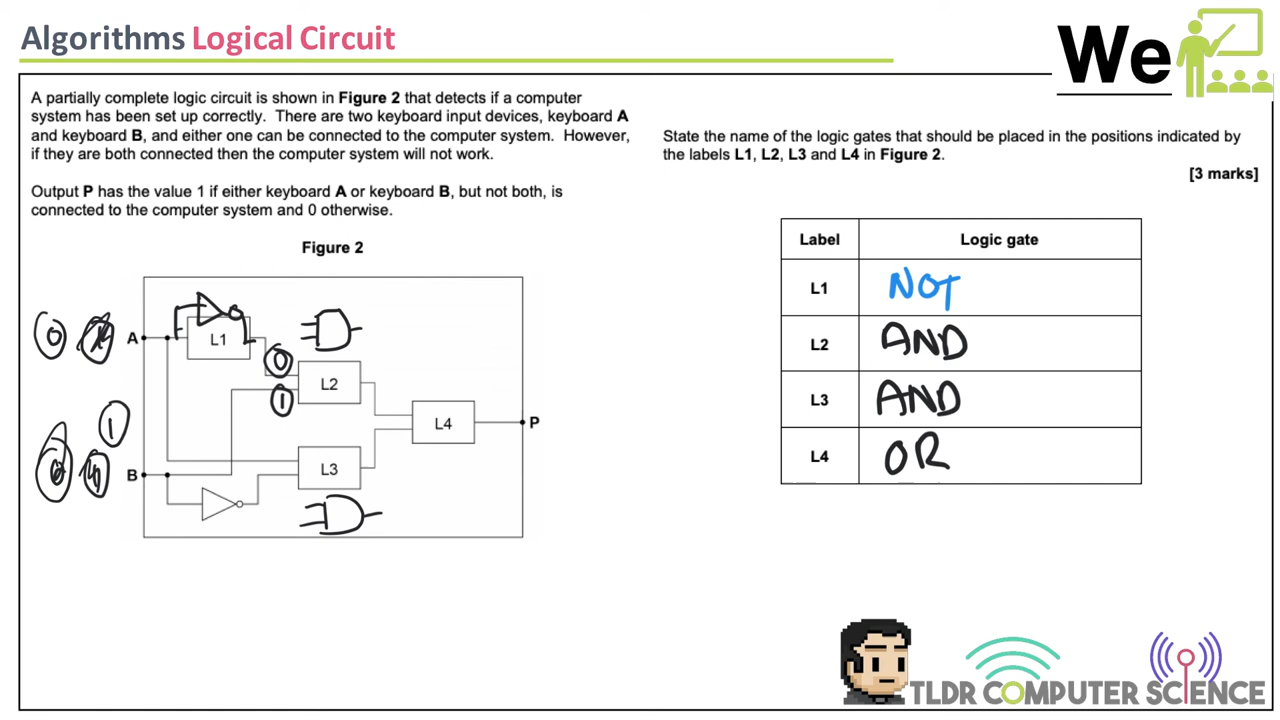 Algorithms Logical Circuit
We
A partially complete logic circuit is shown in Figure 2 that detects if a computer
system has been set up correctly. There are two keyboard input devices, keyboard A
and keyboard B, and either one can be connected to the computer system. However,
if they are both connected then the computer system will not work.
Output P has the value 1 if either keyboard A or keyboard B, but not both, is
connected to the computer system and 0 otherwise.
Figure 2
0
A
L1
0
1
L2
1
L4
P
B
L3
State the name of the logic gates that should be placed in the positions indicated by
the labels L1, L2, L3 and L4 in Figure 2.
[3 marks]
Label Logic gate
L1 NOT
L2 AND
L3 AND
L4 OR
TLDR COMPUTER SCIENCE